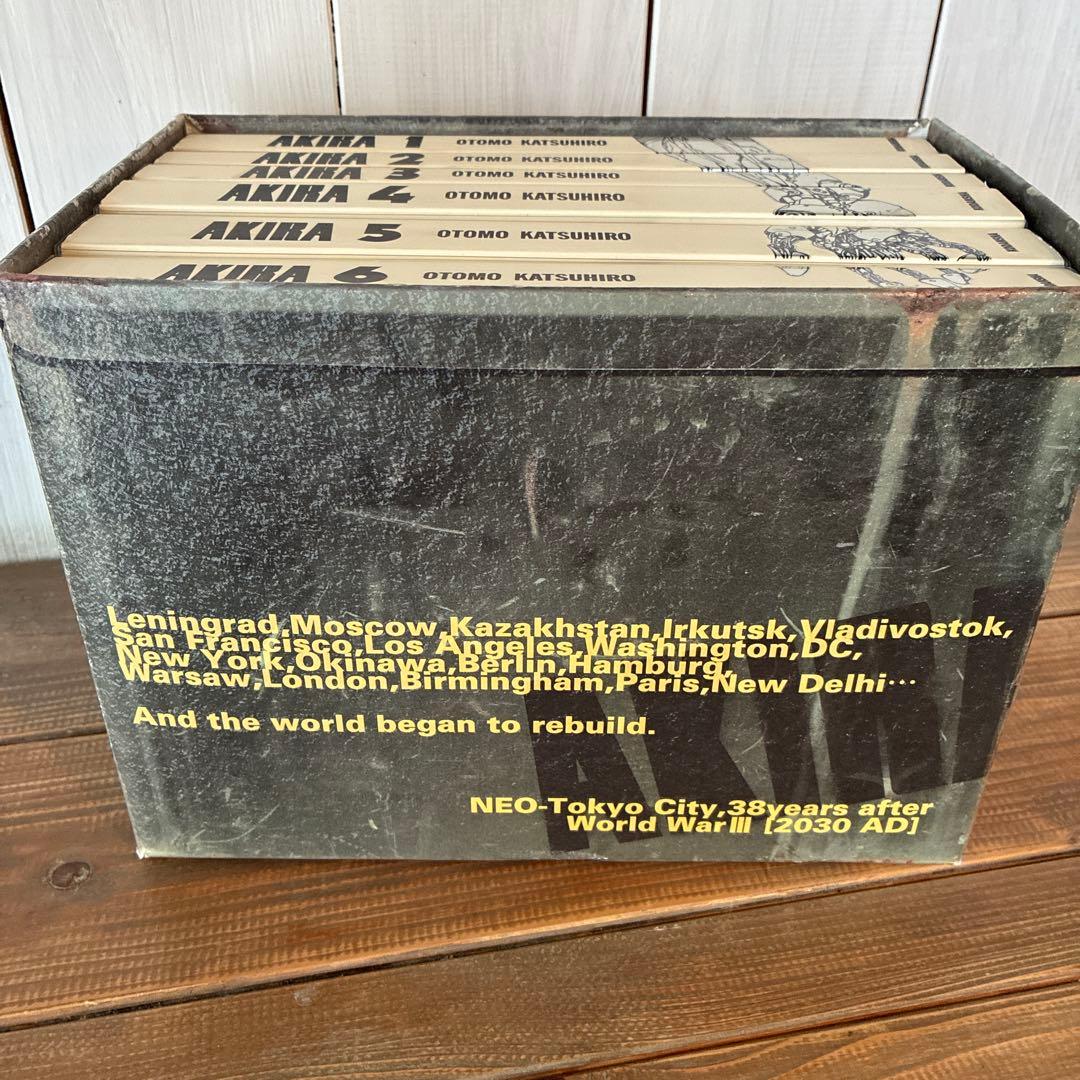 AKIRA 1 OTOMO KATSUHIRO
AKIRA 2 OTOMO KATSUHIRO
AKIRA 3 OTOMO KATSUHIRO
AKIRA 4 OTOMO KATSUHIRO
AKIRA 5 OTOMO KATSUHIRO
AKIRA 6 OTOMO KATSUHIRO
Leningrad,Moscow,Kazakhstan,Irkutsk,Vladivostok,
San Francisco,Los Angeles,Washington,DC,
New York,Okinawa,Berlin,Hamburg,
Warsaw,London,Birmingham,Paris,New Delhi…
And the world began to rebuild.
AKIRA
NEO-Tokyo City,38years after
World WarⅢ [2030 AD]